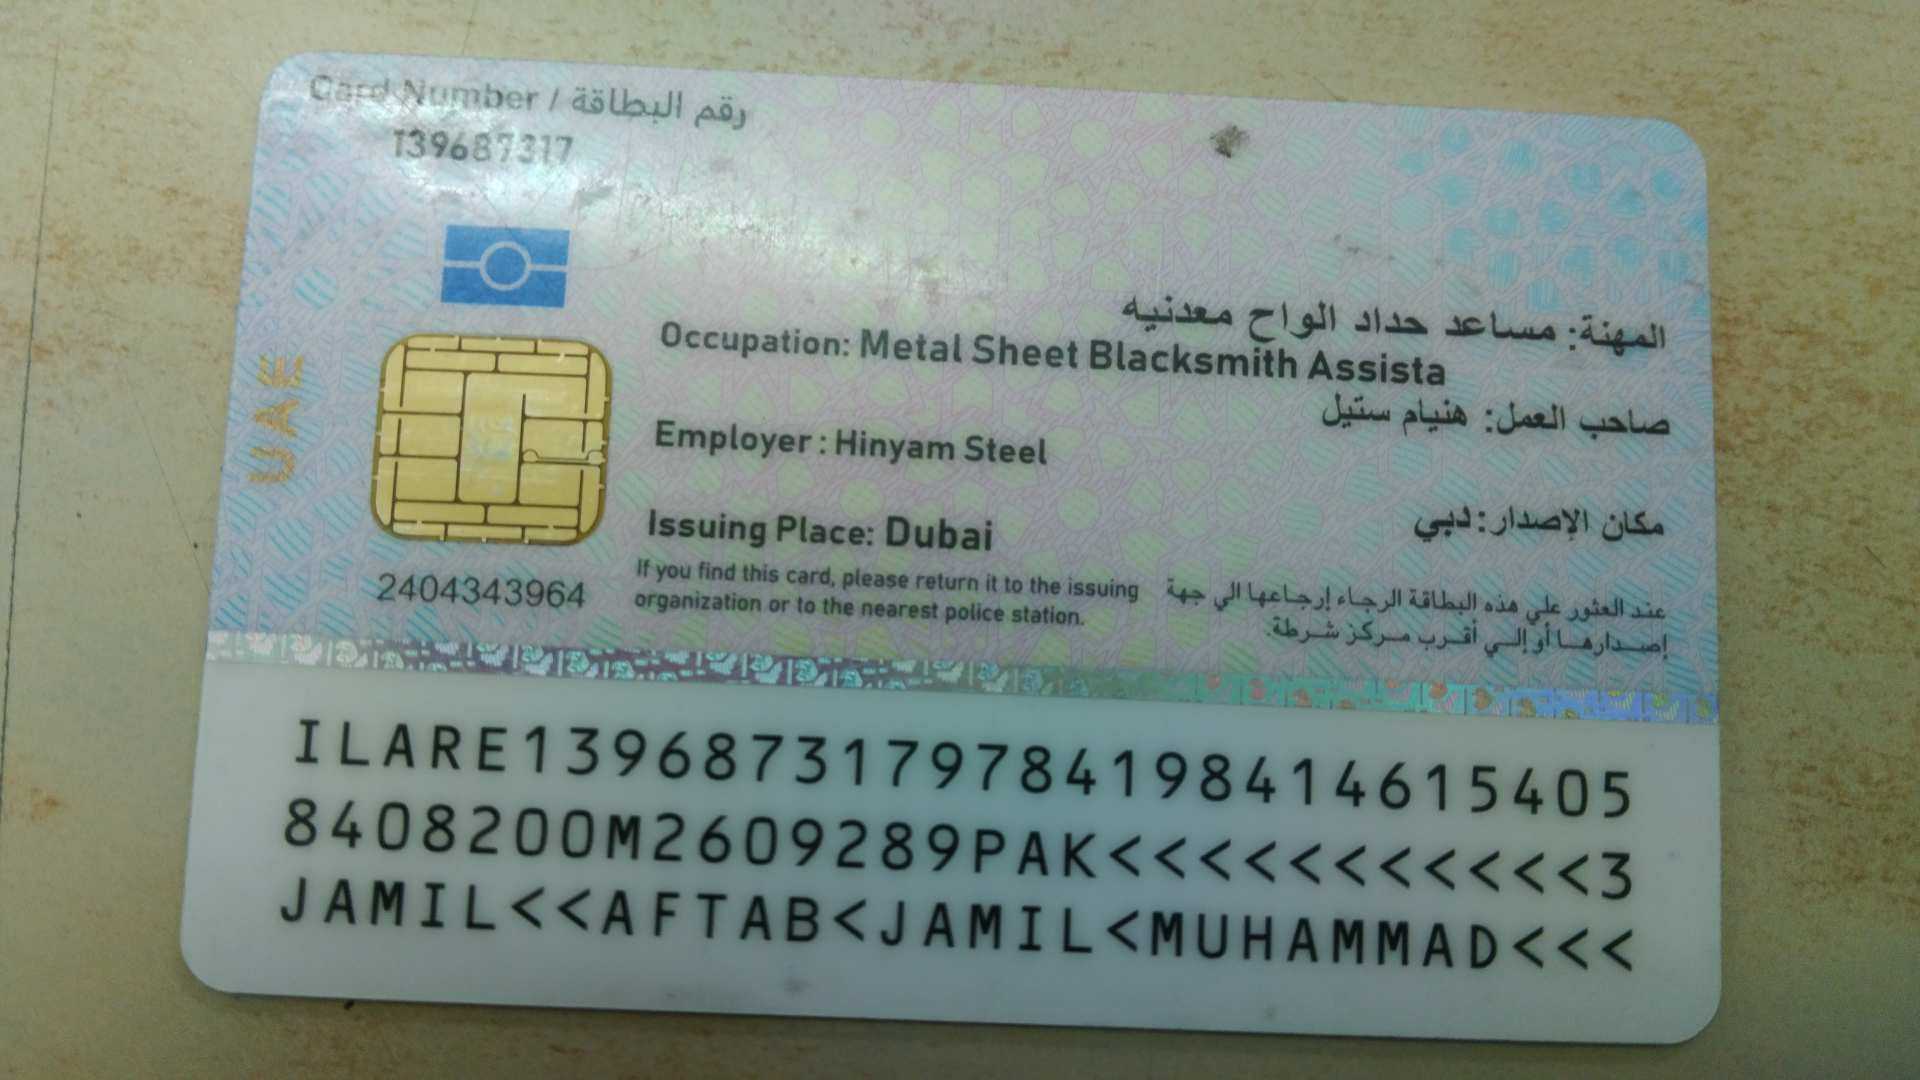 Card Number / رقم البطاقة
139687317
المهنة: مساعد حداد الواح معدنيه
Occupation: Metal Sheet Blacksmith Assista
صاحب العمل: هنيام ستيل
Employer : Hinyam Steel
مكان الإصدار: دبي
Issuing Place: Dubai
UAE
2404343964
If you find this card, please return it to the issuing
organization or to the nearest police station.
عند العثور علي هذه البطاقة الرجاء إرجاعها الي جهة
إصدارها أو إلي أقرب مركز شرطة.
ILARE1396873179784198414615405
8408200M2609289PAK<<<<<<<<<<<3
JAMIL<<AFTAB<JAMIL<MUHAMMAD<<<